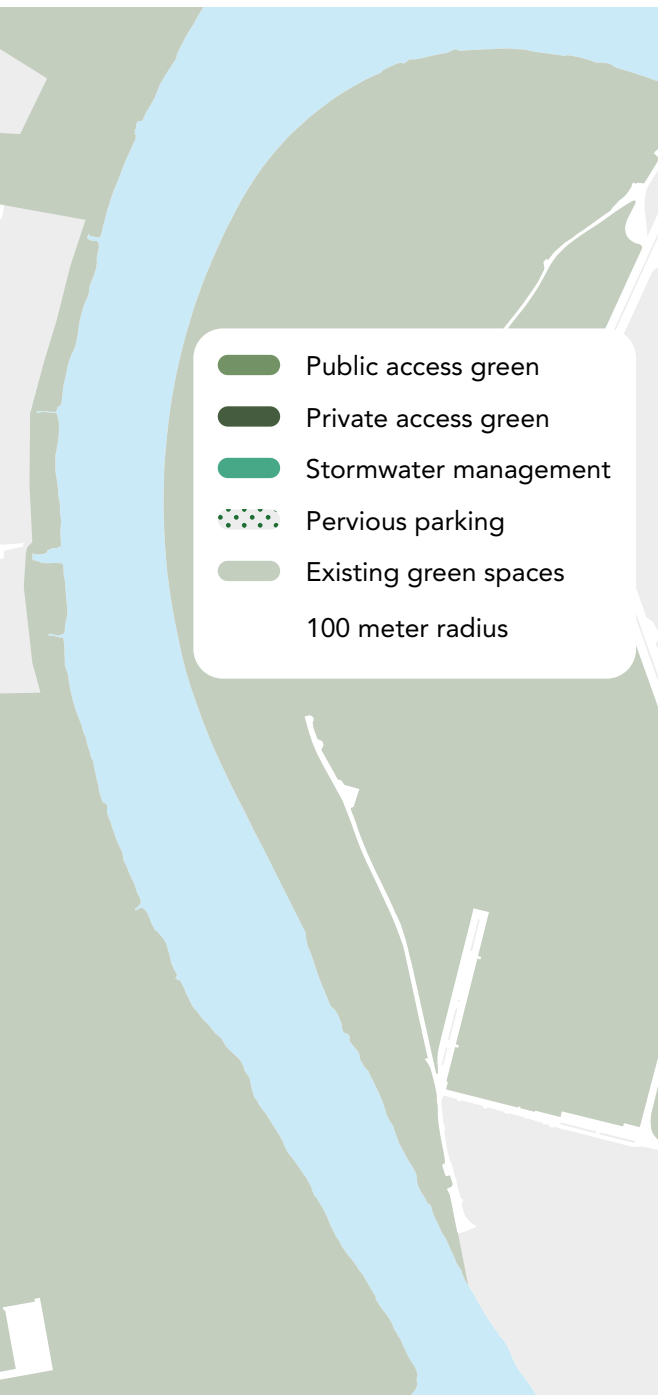 Public access green
Private access green
Stormwater management
Pervious parking
Existing green spaces
100 meter radius